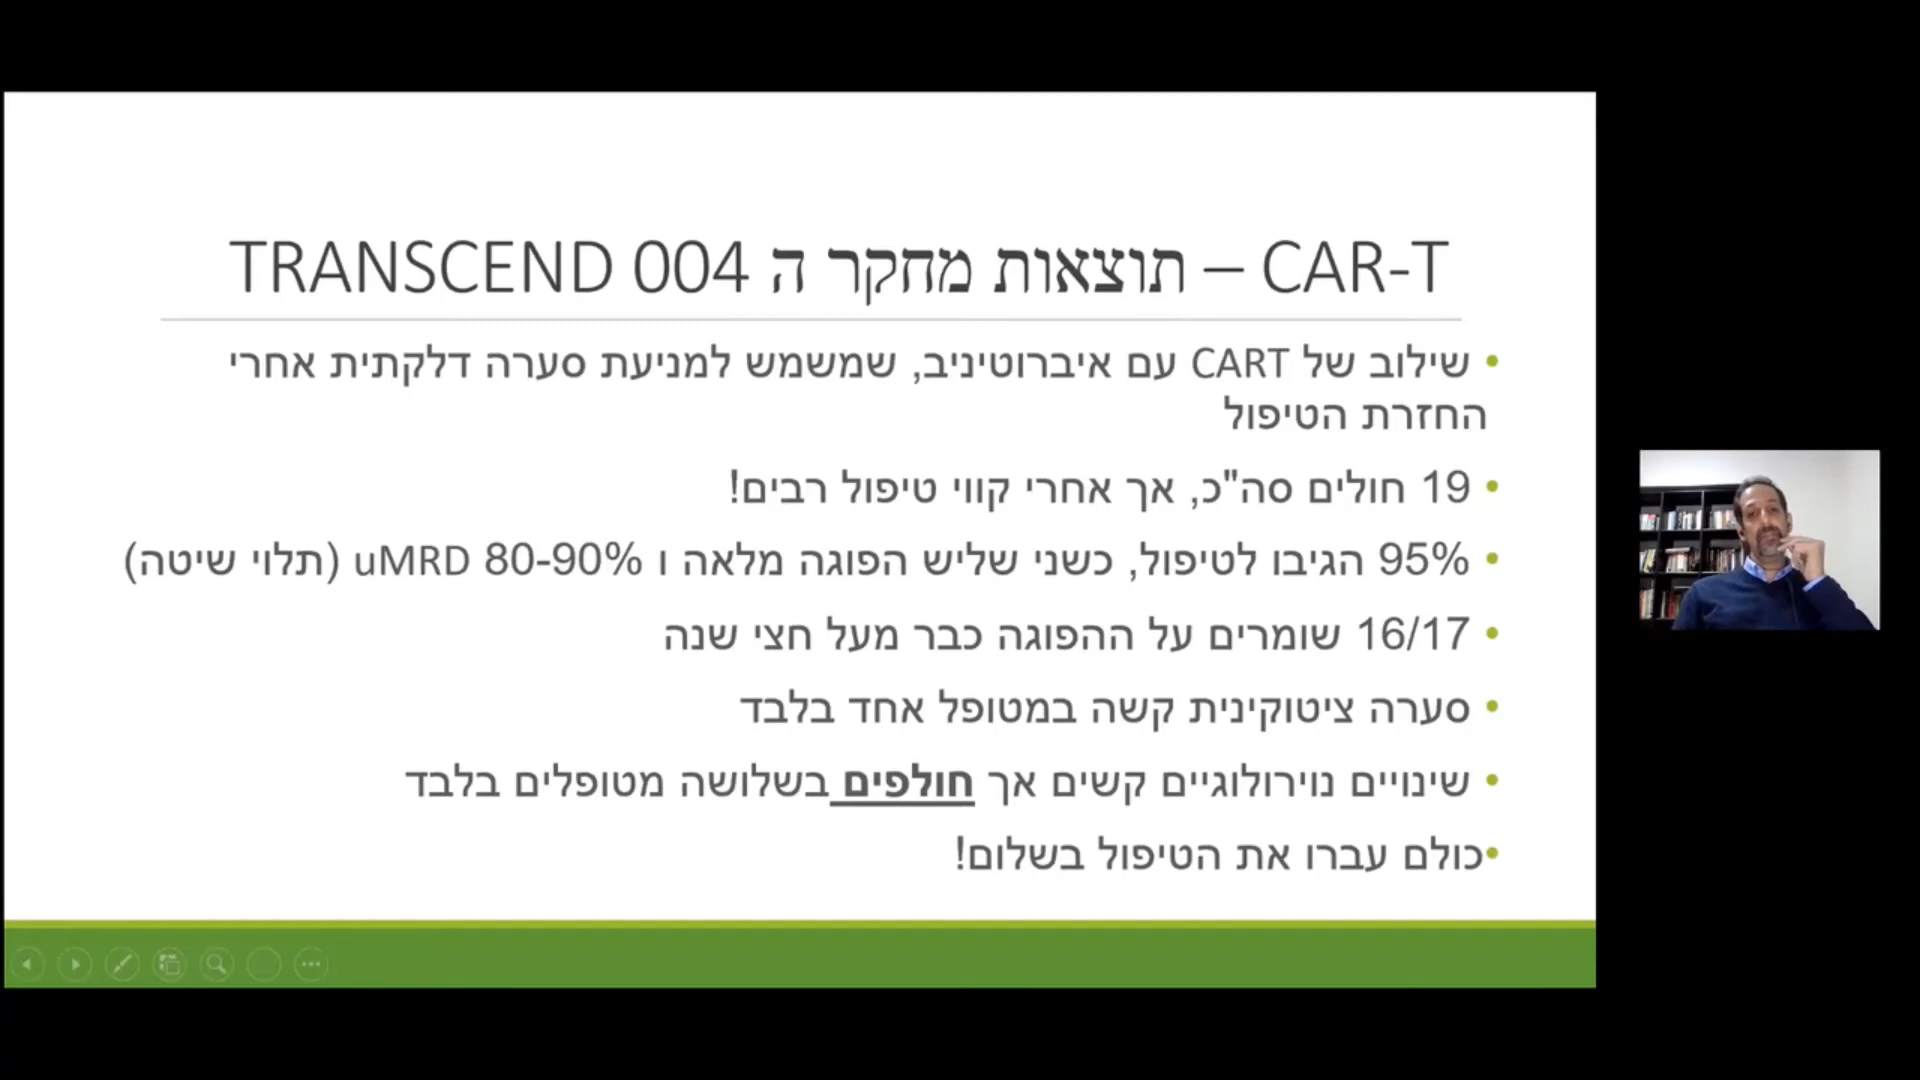 CAR-T – תוצאות מחקר ה TRANSCEND 004
• שילוב של CART עם איברוטיניב, שמשמש למניעת סערה דלקתית אחרי
החזרת הטיפול
• 19 חולים סה"כ, אך אחרי קווי טיפול רבים!
• 95% הגיבו לטיפול, כשני שליש הפוגה מלאה ו uMRD 80-90% (תלוי שיטה)
• 16/17 שומרים על ההפוגה כבר מעל חצי שנה
• סערה ציטוקינית קשה במטופל אחד בלבד
• שינויים נוירולוגיים קשים אך חולפים בשלושה מטופלים בלבד
•כולם עברו את הטיפול בשלום!